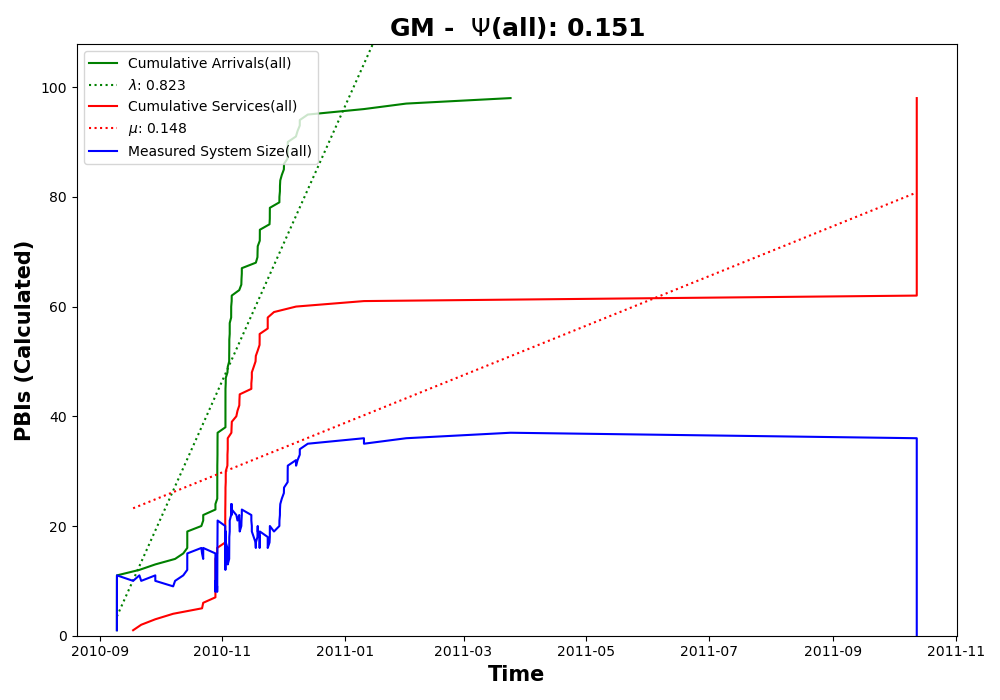 GM -  Ψ(all): 0.151
Cumulative Arrivals(all)
λ: 0.823
Cumulative Services(all)
μ: 0.148
Measured System Size(all)
PBIs (Calculated)
100
80
60
40
20
0
2010-09 2010-11 2011-01 2011-03 2011-05 2011-07 2011-09 2011-11
Time